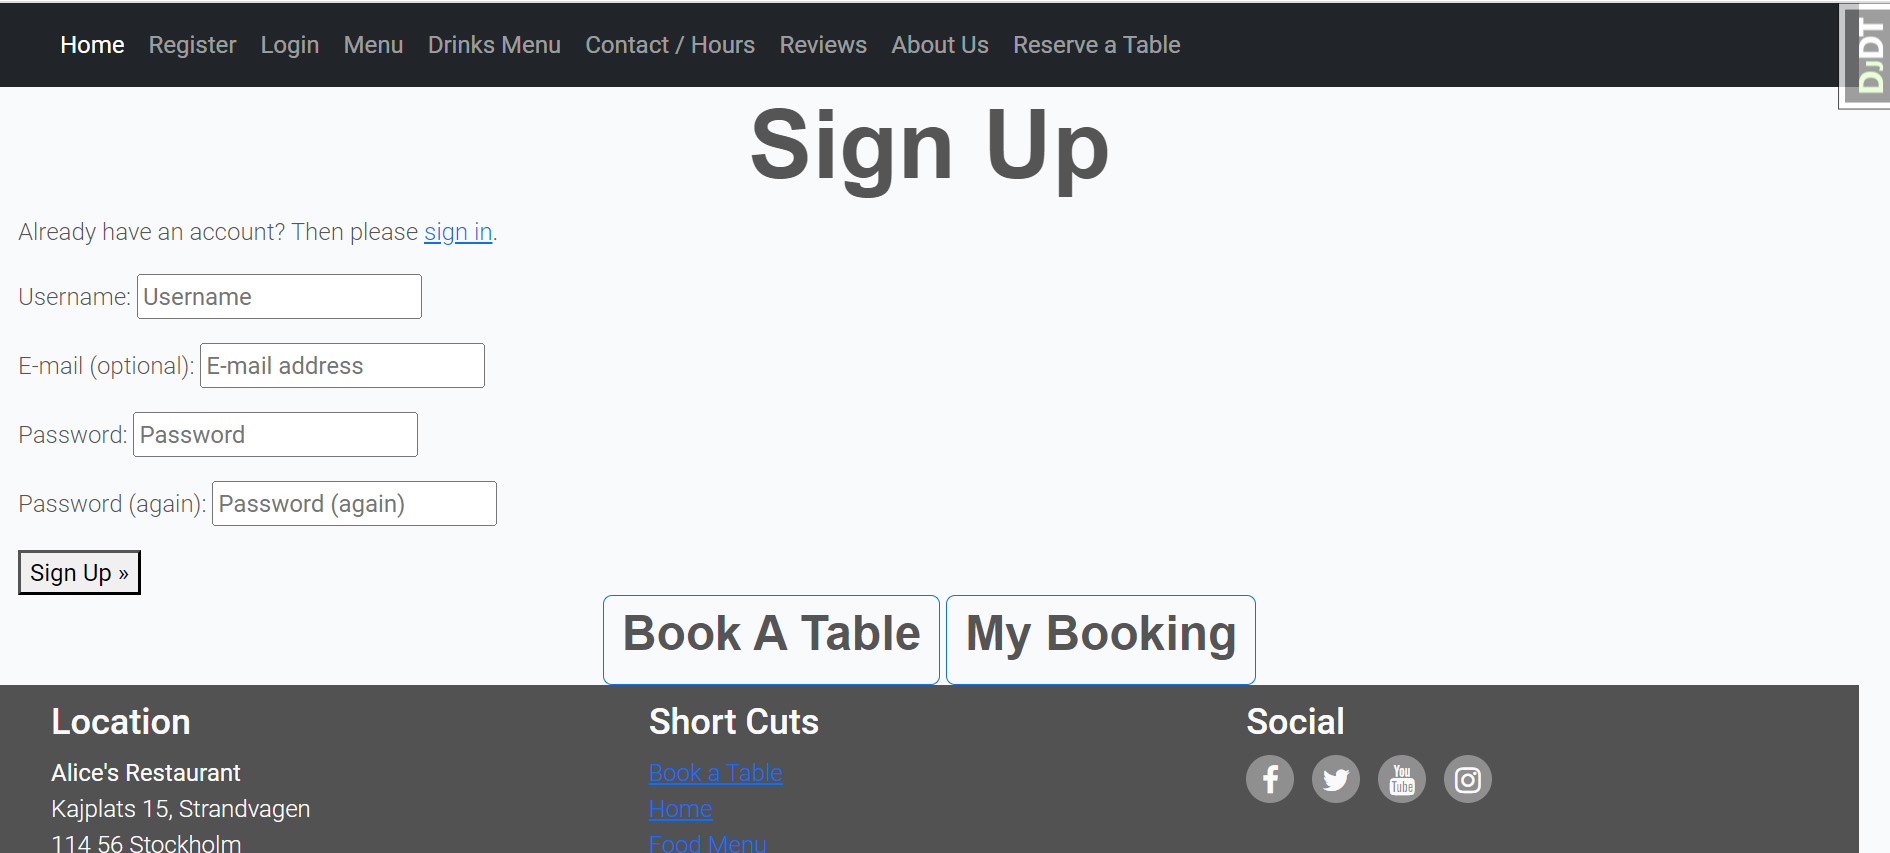 Home Register Login Menu Drinks Menu Contact / Hours Reviews About Us Reserve a Table
DJDT
Sign Up
Already have an account? Then please sign in.
Username: Username
E-mail (optional): E-mail address
Password: Password
Password (again): Password (again)
Sign Up »
Book A Table My Booking
Location
Alice's Restaurant
Kajplats 15, Strandvagen
114 56 Stockholm
Short Cuts
Book a Table
Home
Food Menu
Social
You
Tube